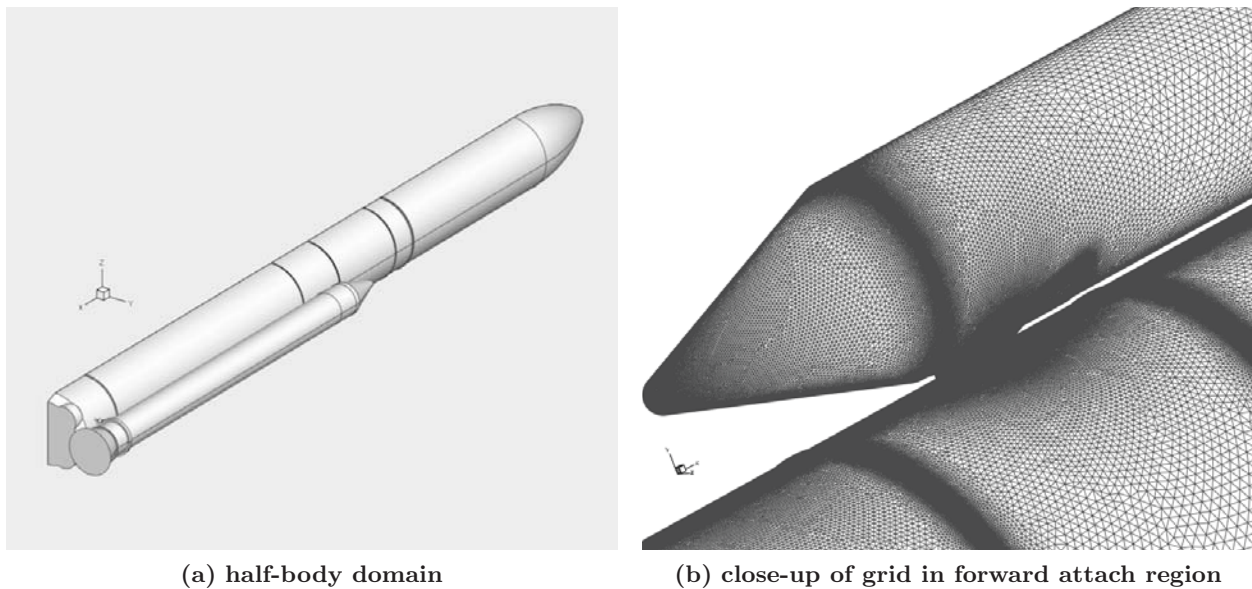 Z
X
Y
(a) half-body domain
(b) close-up of grid in forward attach region